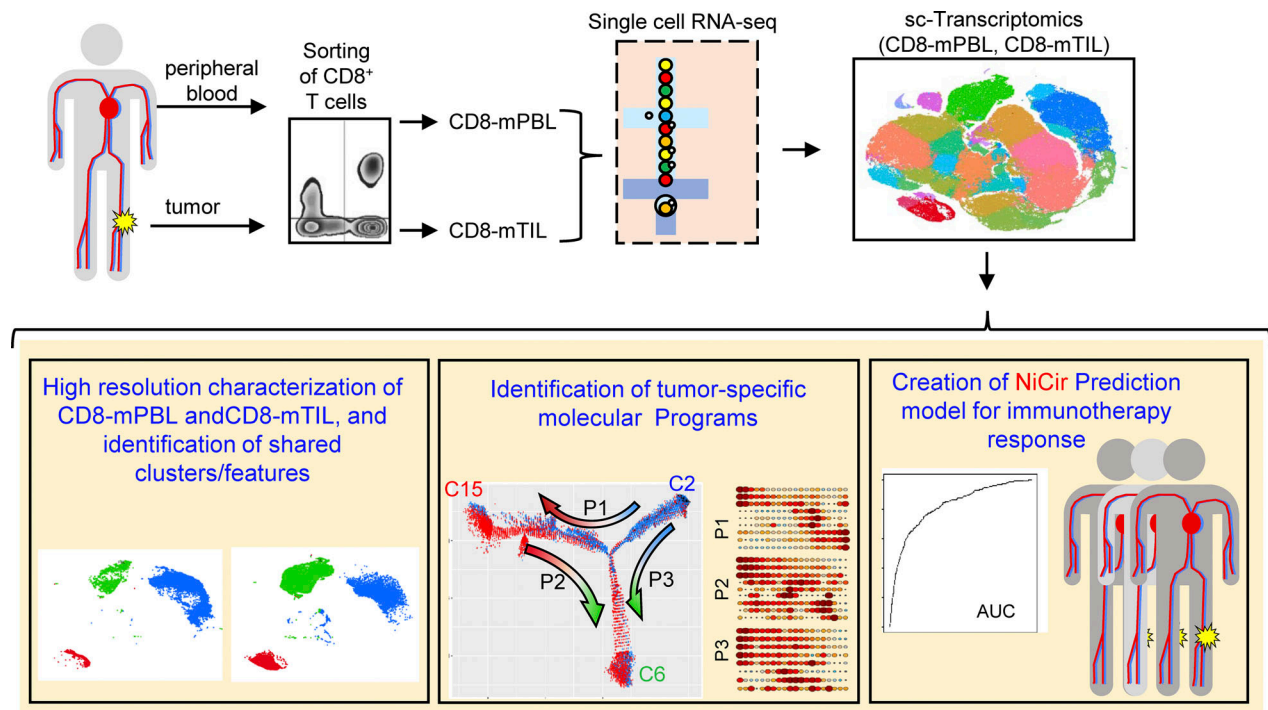 peripheral
blood
tumor
Sorting
of CD8⁺
T cells
CD8-mPBL
CD8-mTIL
Single cell RNA-seq
sc-Transcriptomics
(CD8-mPBL, CD8-mTIL)
High resolution characterization of
CD8-mPBL andCD8-mTIL, and
identification of shared
clusters/features
Identification of tumor-specific
molecular Programs
C15
C2
P1
P2
P3
C6
P1
P2
P3
Creation of NiCir Prediction
model for immunotherapy
response
AUC